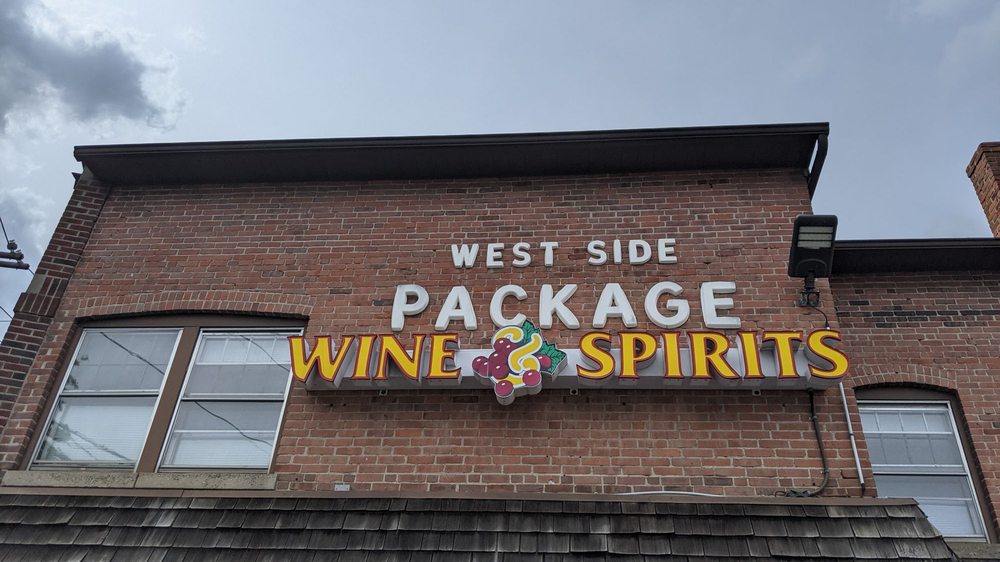 WEST SIDE
PACKAGE
WINE & SPIRITS